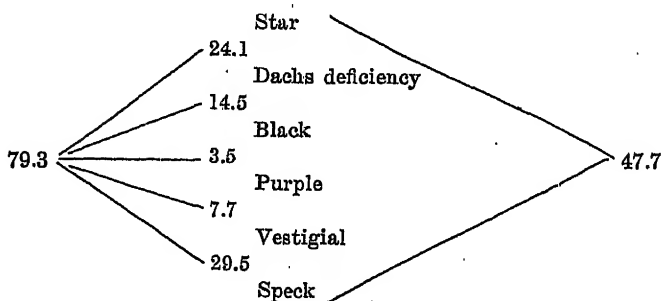 Star
24.1
Dachs deficiency
14.5
Black
79.3 3.5 47.7
Purple
7.7
Vestigial
29.5
Speck